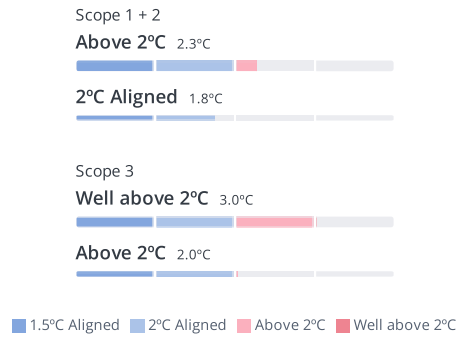 Scope 1 + 2
Above 2ºC 2.3ºC
2ºC Aligned 1.8ºC
Scope 3
Well above 2ºC 3.0ºC
Above 2ºC 2.0ºC
1.5ºC Aligned 2ºC Aligned Above 2ºC Well above 2ºC